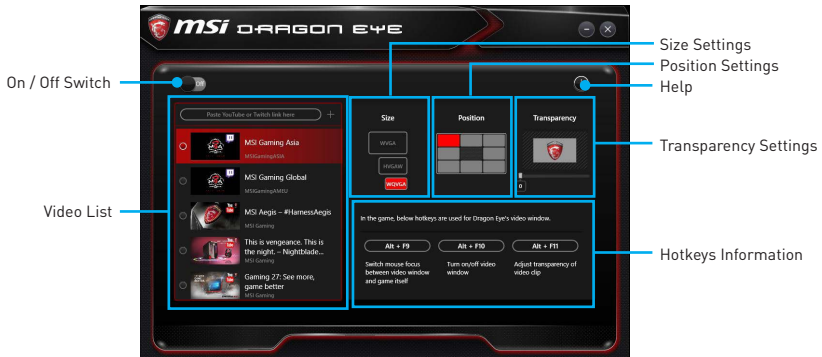 msi DRAGON EYE
Size Settings
Position Settings
On / Off Switch
Off
Help
Paste YouTube or Twitch link here
Size
Position
Transparency
WVGA
HVGAW
WQVGA
0
MSI Gaming Asia
MSIGamingASIA
MSI Gaming Global
MSIGamingAMEU
MSI Aegis – #HarnessAegis
MSI Gaming
This is vengeance. This is
the night. – Nightblade...
MSI Gaming
Gaming 27: See more,
game better
MSI Gaming
Transparency Settings
Video List
In the game, below hotkeys are used for Dragon Eye's video window.
Alt + F9
Alt + F10
Alt + F11
Switch mouse focus
between video window
and game itself
Turn on/off video
window
Adjust transparency of
video clip
Hotkeys Information